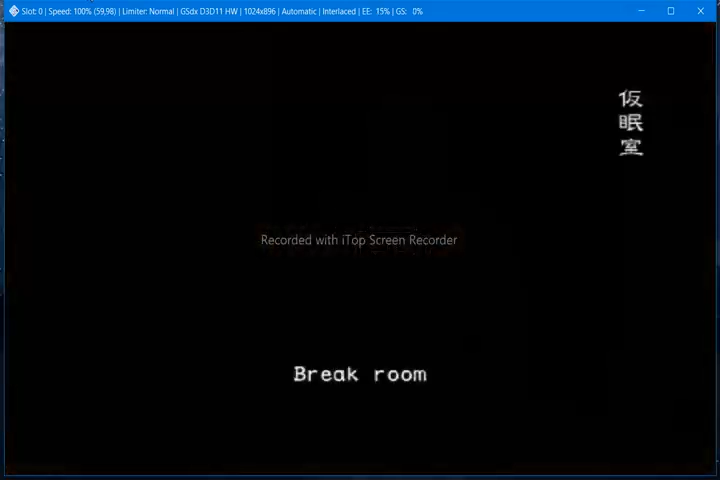 Slot: 0 | Speed: 100% (59,98) | Limiter: Normal | GSdx D3D11 HW | 1024x896 | Automatic | Interlaced | EE: 15% | GS: 0%
仮眠室
Recorded with iTop Screen Recorder
Break room